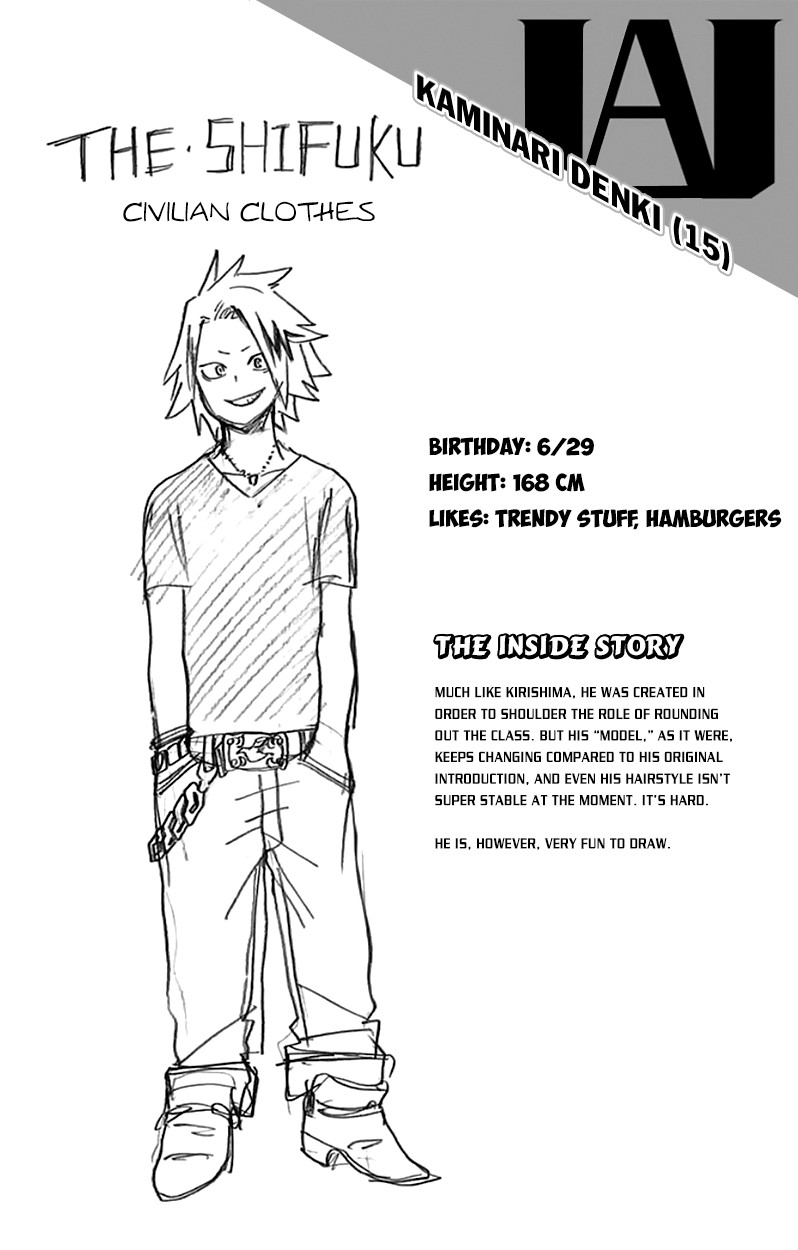 UA
KAMINARI DENKI (15)
THE·SHIFUKU
CIVILIAN CLOTHES
BIRTHDAY: 6/29
HEIGHT: 168 CM
LIKES: TRENDY STUFF, HAMBURGERS
THE INSIDE STORY
MUCH LIKE KIRISHIMA, HE WAS CREATED IN
ORDER TO SHOULDER THE ROLE OF ROUNDING
OUT THE CLASS. BUT HIS “MODEL,” AS IT WERE,
KEEPS CHANGING COMPARED TO HIS ORIGINAL
INTRODUCTION, AND EVEN HIS HAIRSTYLE ISN'T
SUPER STABLE AT THE MOMENT. IT'S HARD.
HE IS, HOWEVER, VERY FUN TO DRAW.